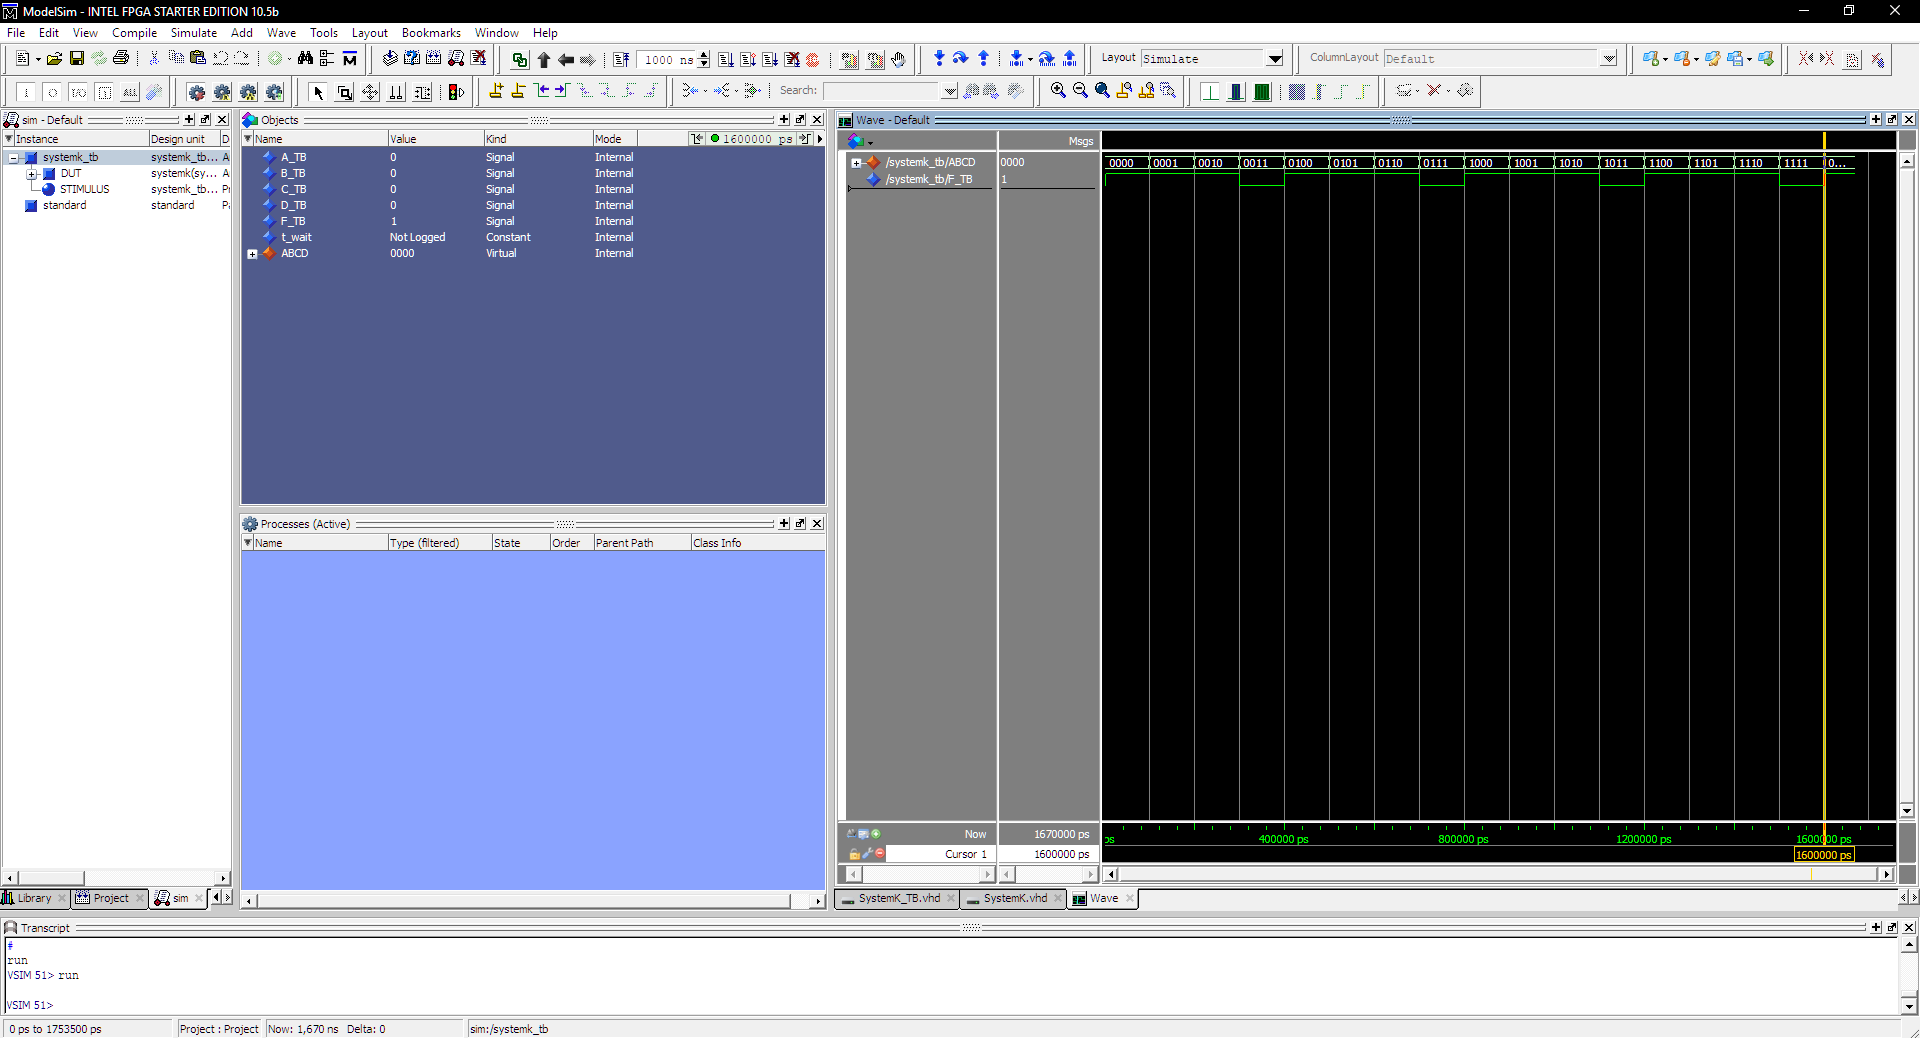 ModelSim - INTEL FPGA STARTER EDITION 10.5b
File Edit View Compile Simulate Add Wave Tools Layout Bookmarks Window Help
1000 ns
Layout Simulate
ColumnLayout Default
ALL
Search:
sim - Default
Instance Design unit D
systemk_tb systemk_tb... A
DUT systemk(sy... A
STIMULUS systemk_tb... P
standard standard P
Objects
Name Value Kind Mode 1600000 ps
A_TB 0 Signal Internal
B_TB 0 Signal Internal
C_TB 0 Signal Internal
D_TB 0 Signal Internal
F_TB 1 Signal Internal
t_wait Not Logged Constant Internal
ABCD 0000 Virtual Internal
Processes (Active)
Name Type (filtered) State Order Parent Path Class Info
Wave - Default
Msgs
/systemk_tb/ABCD 0000 0000 0001 0010 0011 0100 0101 0110 0111 1000 1001 1010 1011 1100 1101 1110 1111 0...
/systemk_tb/F_TB 1
Now 1670000 ps ps 400000 ps 800000 ps 1200000 ps 1600000 ps
Cursor 1 1600000 ps 1600000 ps
Library Project sim
SystemK_TB.vhd SystemK.vhd Wave
Transcript
#
run
VSIM 51> run
VSIM 51>
0 ps to 1753500 ps Project : Project Now: 1,670 ns Delta: 0 sim:/systemk_tb